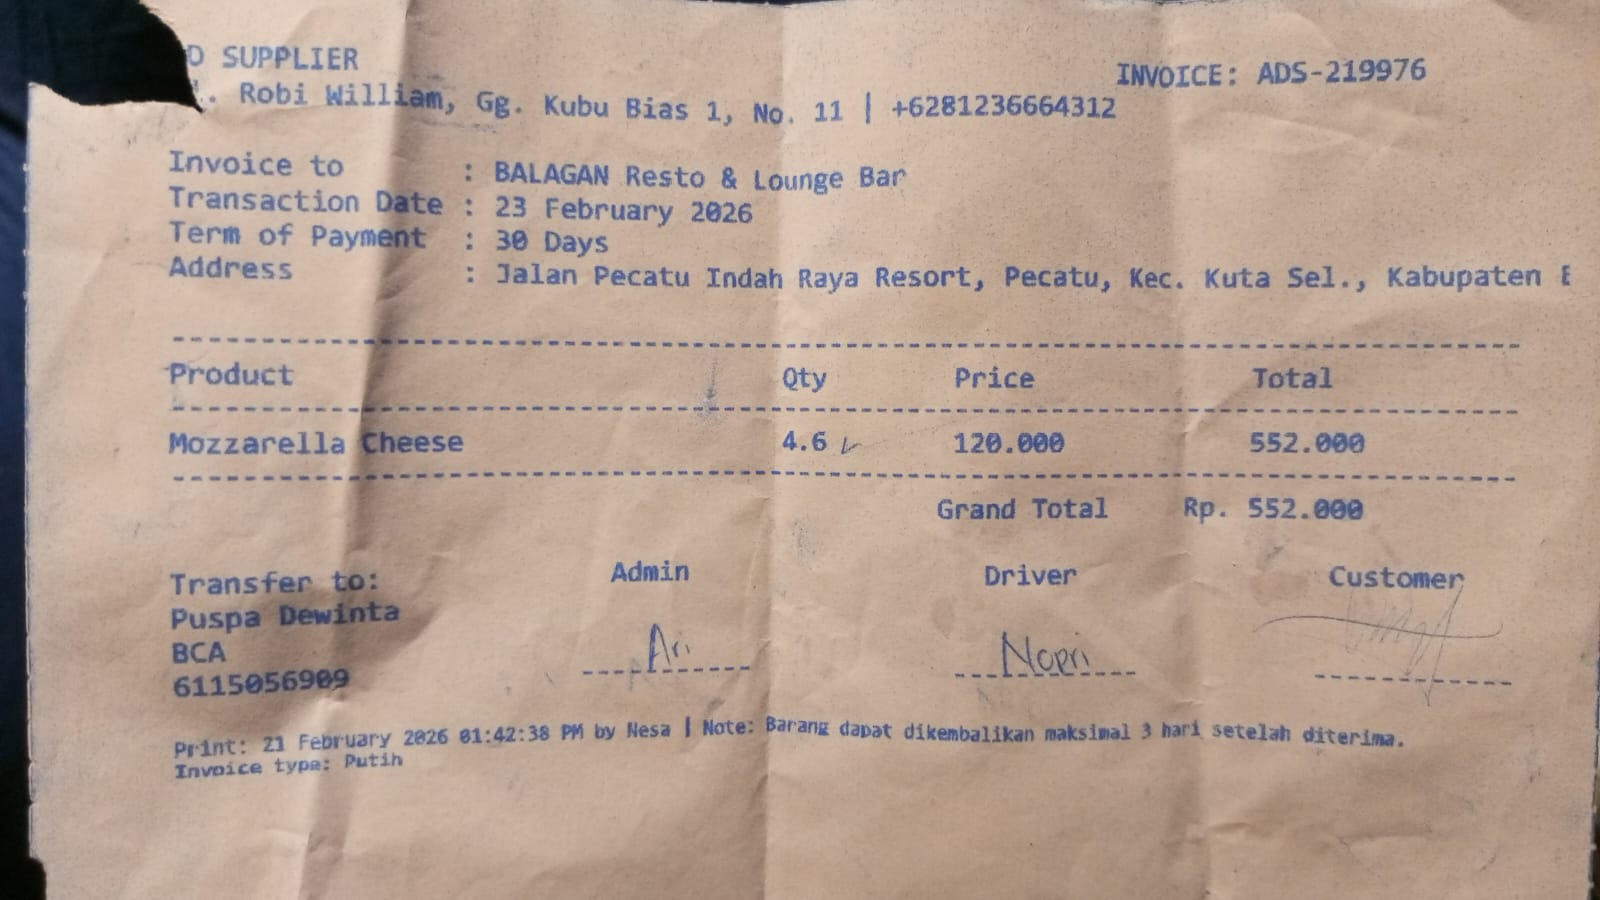 D SUPPLIER
INVOICE: ADS-219976
. Robi William, Gg. Kubu Bias 1, No. 11 | +6281236664312
Invoice to : BALAGAN Resto & Lounge Bar
Transaction Date : 23 February 2026
Term of Payment : 30 Days
Address : Jalan Pecatu Indah Raya Resort, Pecatu, Kec. Kuta Sel., Kabupaten
Product Qty Price Total
Mozzarella Cheese 4.6 120.000 552.000
Grand Total Rp. 552.000
Transfer to: Admin Driver Customer
Puspa Dewinta
BCA Ari Nopri
6115056909
Print: 21 February 2026 01:42:38 PM by Nesa | Note: Barang dapat dikembalikan maksimal 3 hari setelah diterima.
Invoice type: Putih